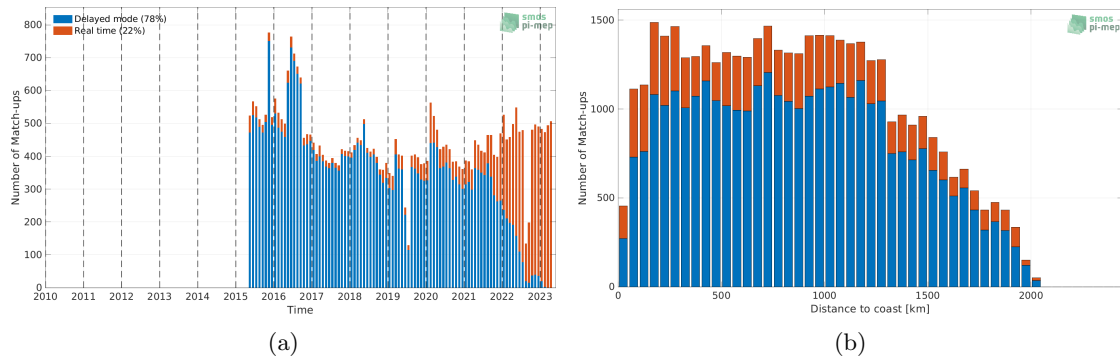 Delayed mode (78%)
Real time (22%)
smos
pi-mep
Number of Match-ups
800
700
600
500
400
300
200
100
0
2010 2011 2012 2013 2014 2015 2016 2017 2018 2019 2020 2021 2022 2023
Time
(a)
smos
pi-mep
Number of Match-ups
1500
1000
500
0
0 500 1000 1500 2000
Distance to coast [km]
(b)